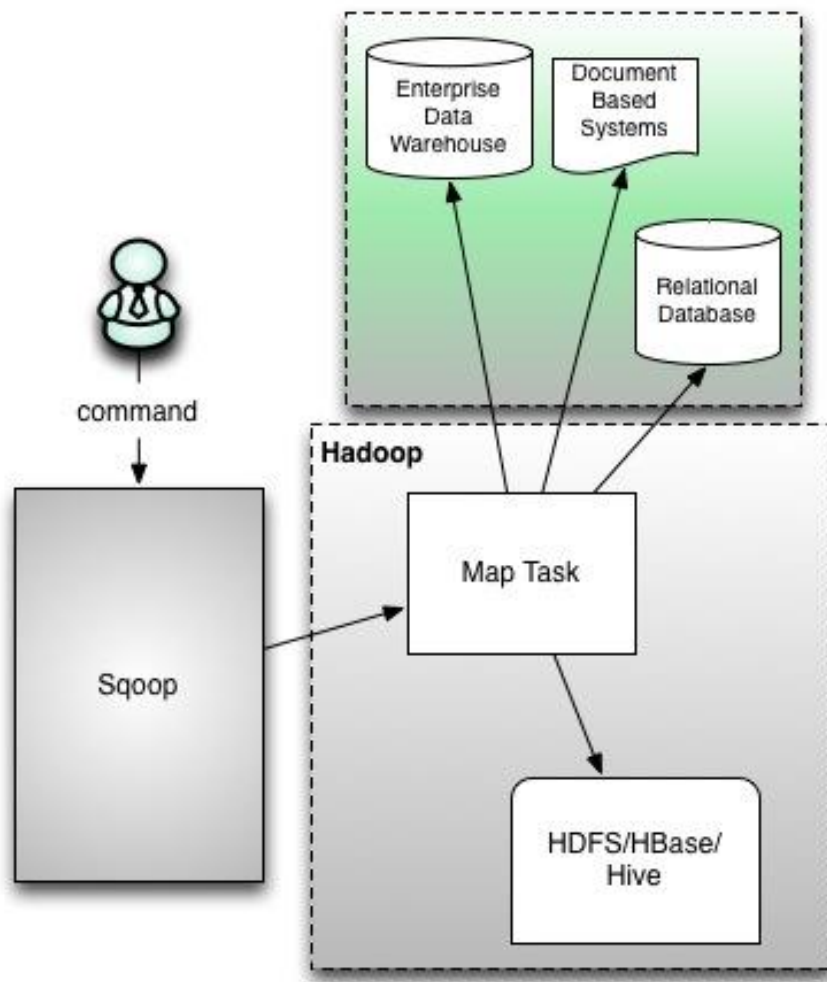 Enterprise
Data
Warehouse
Document
Based
Systems
Relational
Database
command
Hadoop
Map Task
Sqoop
HDFS/HBase/
Hive